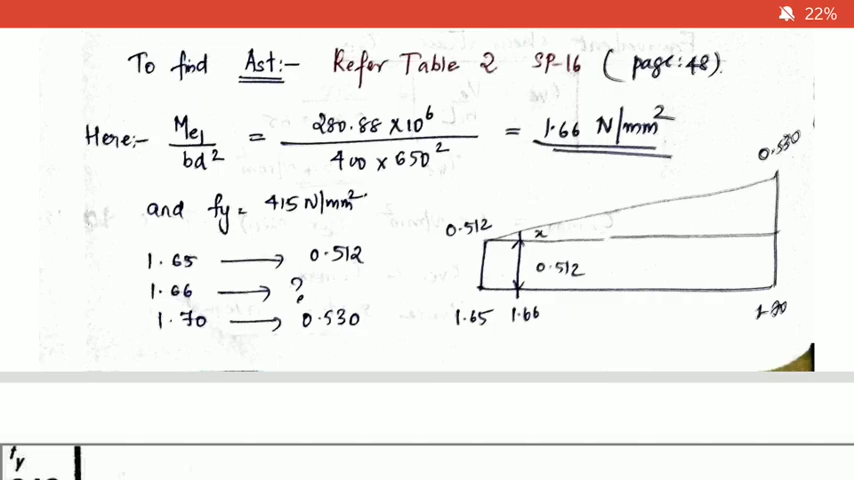 22%
To find Ast:- Refer Table 2 SP-16 (page:48).
Here:- Me1/bd² = 280.88 X10⁶/400 x 650² = 1.66 N/mm²
and fy = 415 N/mm²
1.65 → 0.512
1.66 → ?
1.70 → 0.530
0.530
0.512
x
0.512
1.65 1.66 1.70
fy